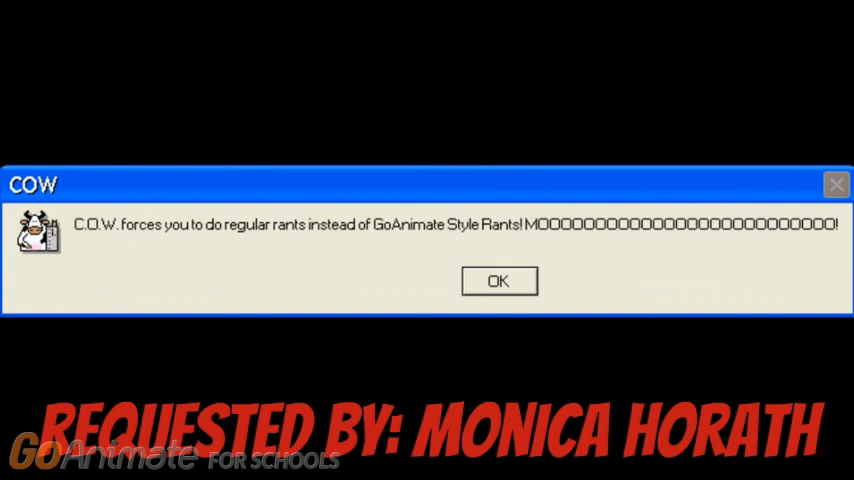 COW
C.O.W. forces you to do regular rants instead of GoAnimate Style Rants! MOOOOOOOOOOOOOOOOOOOOOOOOOO!
OK
REQUESTED BY: MONICA HORATH
GoAnimate FOR SCHOOLS